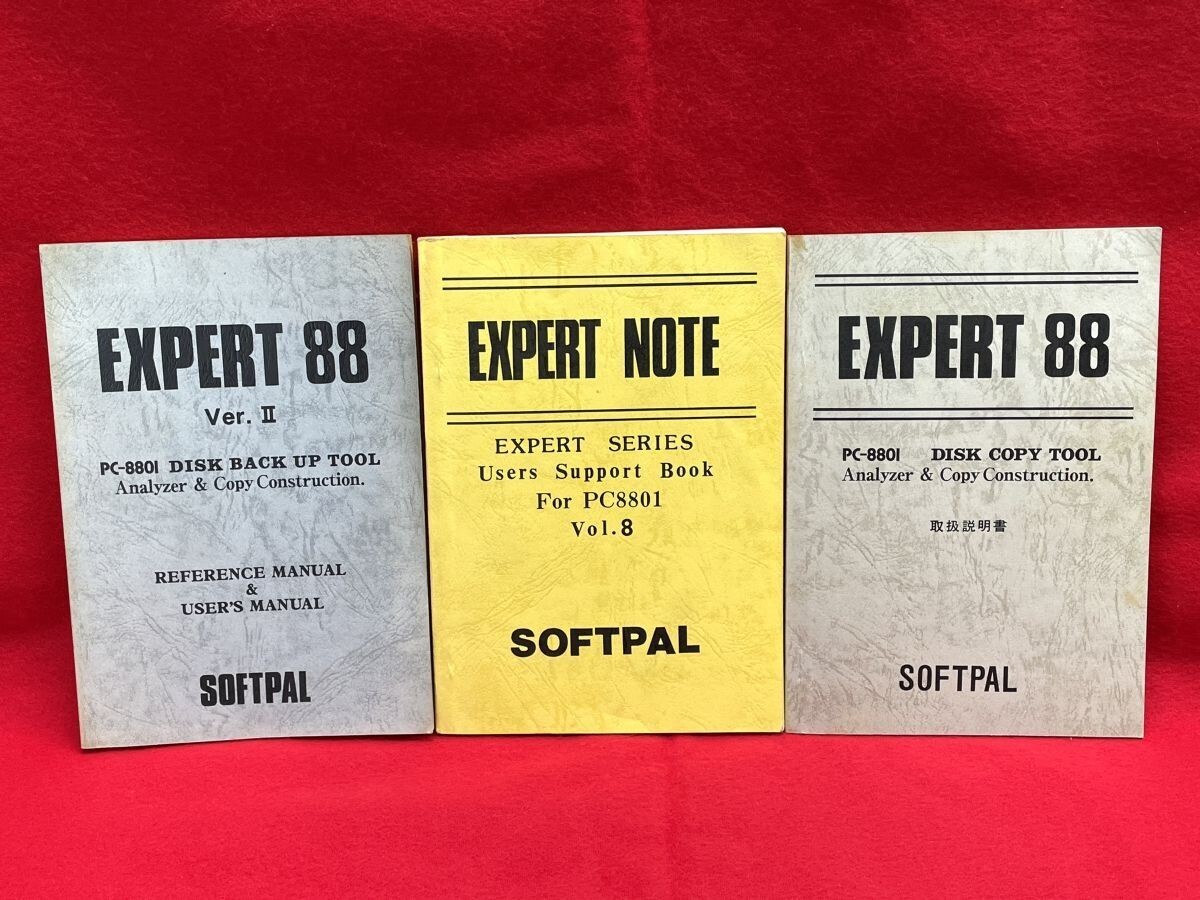 EXPERT 88
Ver. II
PC-8801 DISK BACK UP TOOL
Analyzer & Copy Construction.
REFERENCE MANUAL
&
USER'S MANUAL
SOFTPAL
EXPERT NOTE
EXPERT SERIES
Users Support Book
For PC8801
Vol.8
SOFTPAL
EXPERT 88
PC-8801 DISK COPY TOOL
Analyzer & Copy Construction.
取扱説明書
SOFTPAL